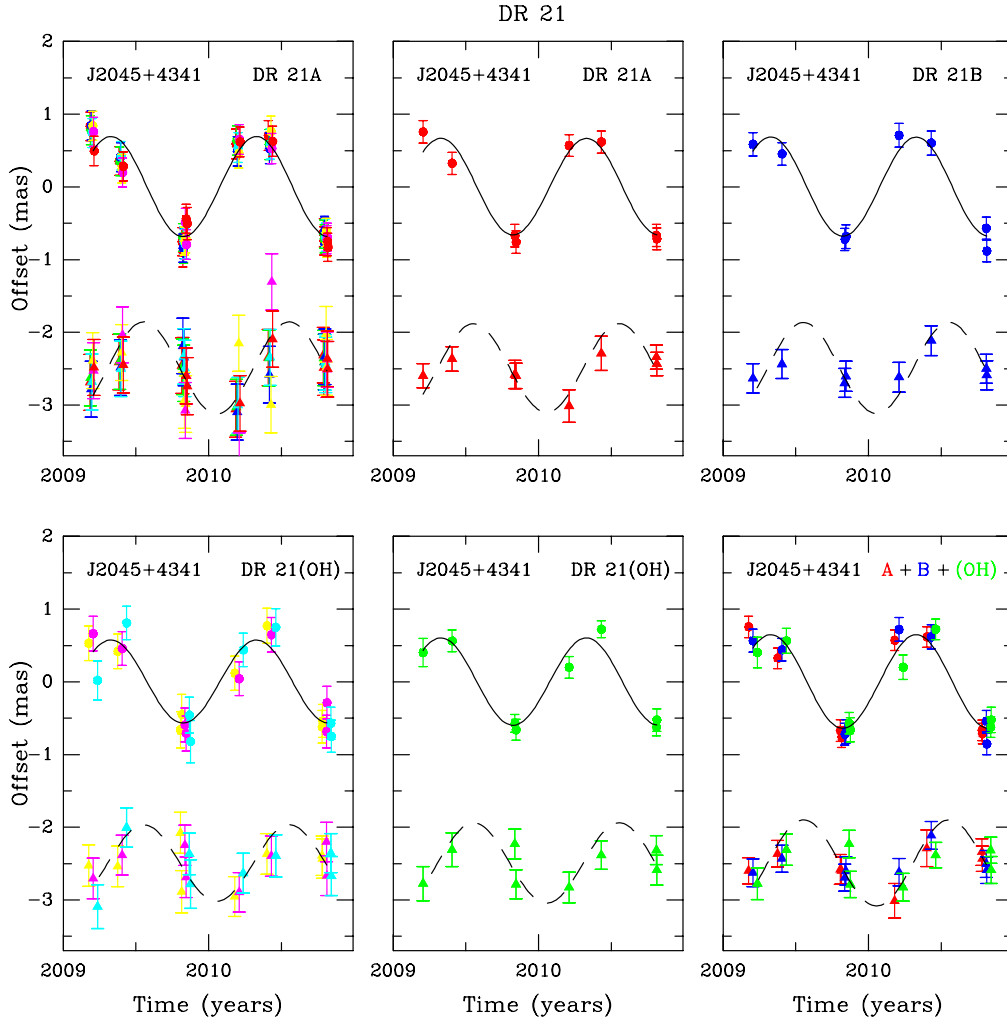 DR 21
J2045+4341 DR 21A
J2045+4341 DR 21A
J2045+4341 DR 21B
Offset (mas)
2
1
0
-1
-2
-3
2009 2010
2009 2010
2009 2010
J2045+4341 DR 21(OH)
J2045+4341 DR 21(OH)
J2045+4341 A + B + (OH)
Offset (mas)
2
1
0
-1
-2
-3
2009 2010
2009 2010
2009 2010
Time (years)
Time (years)
Time (years)